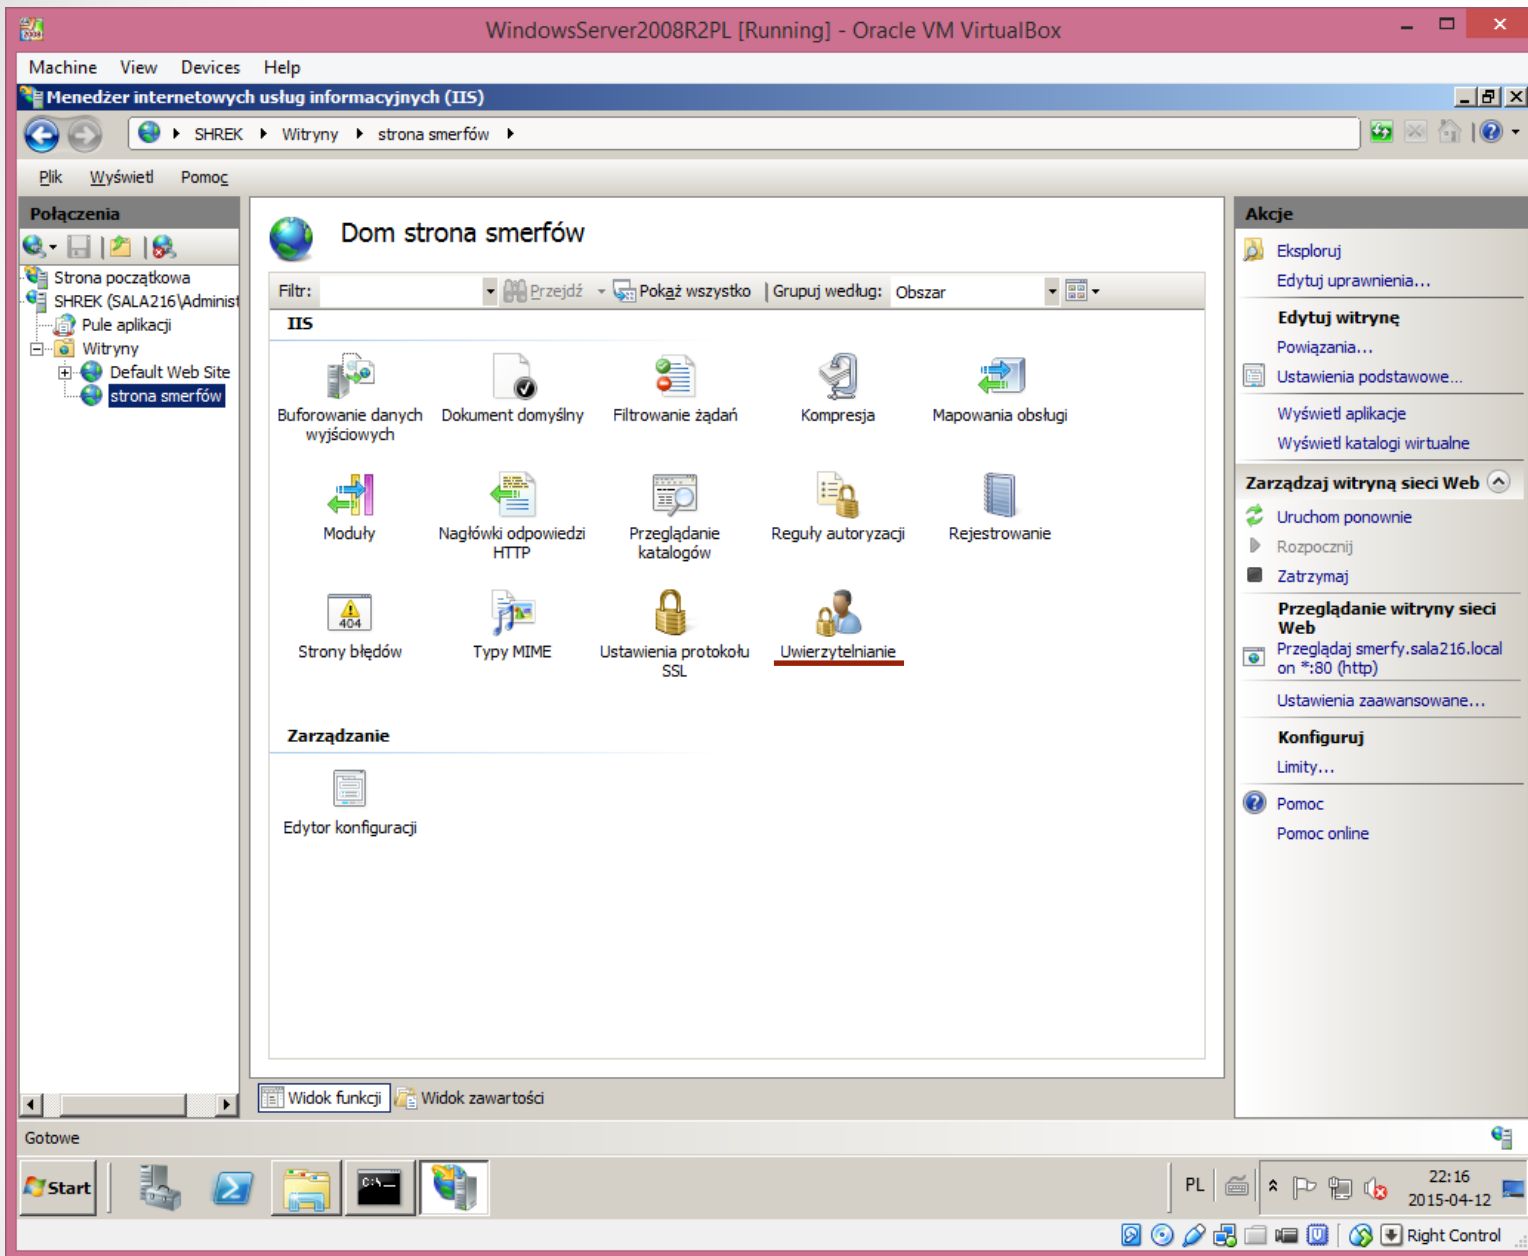 WindowsServer2008R2PL [Running] - Oracle VM VirtualBox
Machine View Devices Help
Menedżer internetowych usług informacyjnych (IIS)
SHREK Witryny strona smerfów
Plik Wyświetl Pomoc
Połączenia
Strona początkowa
SHREK (SALA216\Administ
Pule aplikacji
Witryny
Default Web Site
strona smerfów
Dom strona smerfów
Filtr: Przejdź Pokaż wszystko Grupuj według: Obszar
IIS
Buforowanie danych
wyjściowych
Dokument domyślny
Filtrowanie żądań
Kompresja
Mapowania obsługi
Moduły
Nagłówki odpowiedzi
HTTP
Przeglądanie
katalogów
Reguły autoryzacji
Rejestrowanie
404
Strony błędów
Typy MIME
Ustawienia protokołu
SSL
Uwierzytelnianie
Zarządzanie
Edytor konfiguracji
Widok funkcji Widok zawartości
Akcje
Eksploruj
Edytuj uprawnienia...
Edytuj witrynę
Powiązania...
Ustawienia podstawowe...
Wyświetl aplikacje
Wyświetl katalogi wirtualne
Zarządzaj witryną sieci Web
Uruchom ponownie
Rozpocznij
Zatrzymaj
Przeglądanie witryny sieci
Web
Przeglądaj smerfy.sala216.local
on *:80 (http)
Ustawienia zaawansowane...
Konfiguruj
Limity...
Pomoc
Pomoc online
Gotowe
Start
C:\
PL
22:16
2015-04-12
Right Control